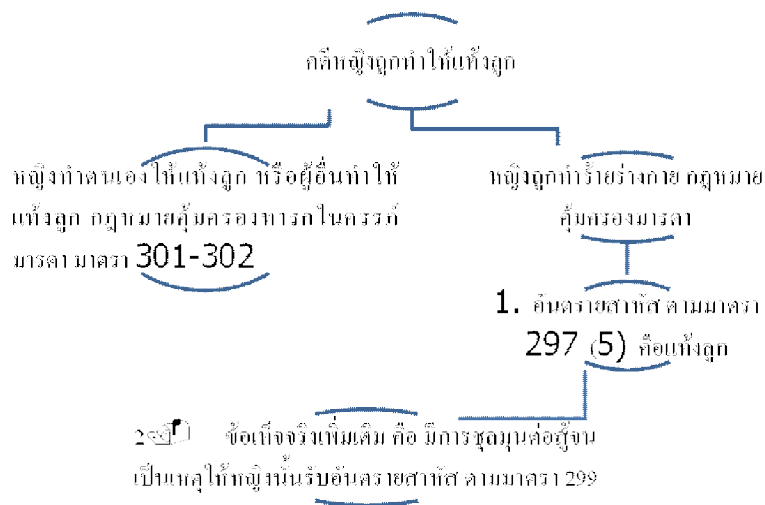 คดีหญิงถูกทำให้แท้งลูก
หญิงทำตนเองให้แท้งลูก หรือผู้อื่นทำให้
แท้งลูก กฎหมายคุ้มครองทารกในครรภ์
มารดา มาตรา 301-302
หญิงถูกทำร้ายร่างกาย กฎหมาย
คุ้มครองมารดา
1. อันตรายสาหัส ตามมาตรา
297 (5) คือแท้งลูก
2 ข้อเท็จจริงเพิ่มเติม คือ มีการชุลมุนต่อสู้จน
เป็นเหตุให้หญิงนั้นรับอันตรายสาหัส ตามมาตรา 299